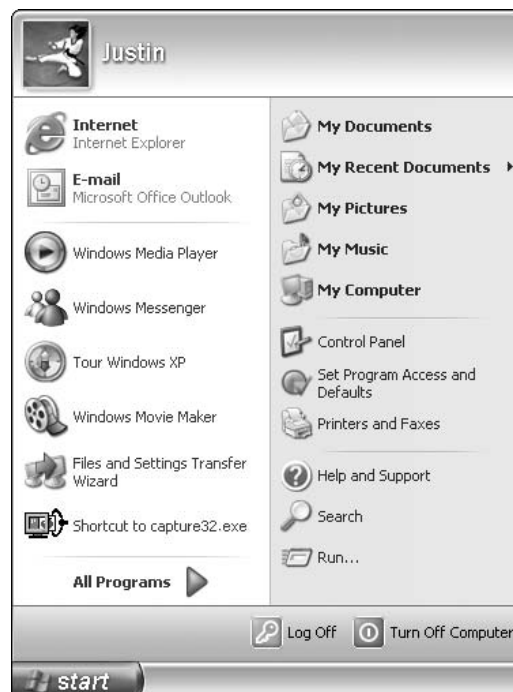 Justin
Internet
Internet Explorer
E-mail
Microsoft Office Outlook
Windows Media Player
Windows Messenger
Tour Windows XP
Windows Movie Maker
Files and Settings Transfer
Wizard
Shortcut to capture32.exe
All Programs
My Documents
My Recent Documents
My Pictures
My Music
My Computer
Control Panel
Set Program Access and
Defaults
Printers and Faxes
Help and Support
Search
Run...
Log Off
Turn Off Computer
start